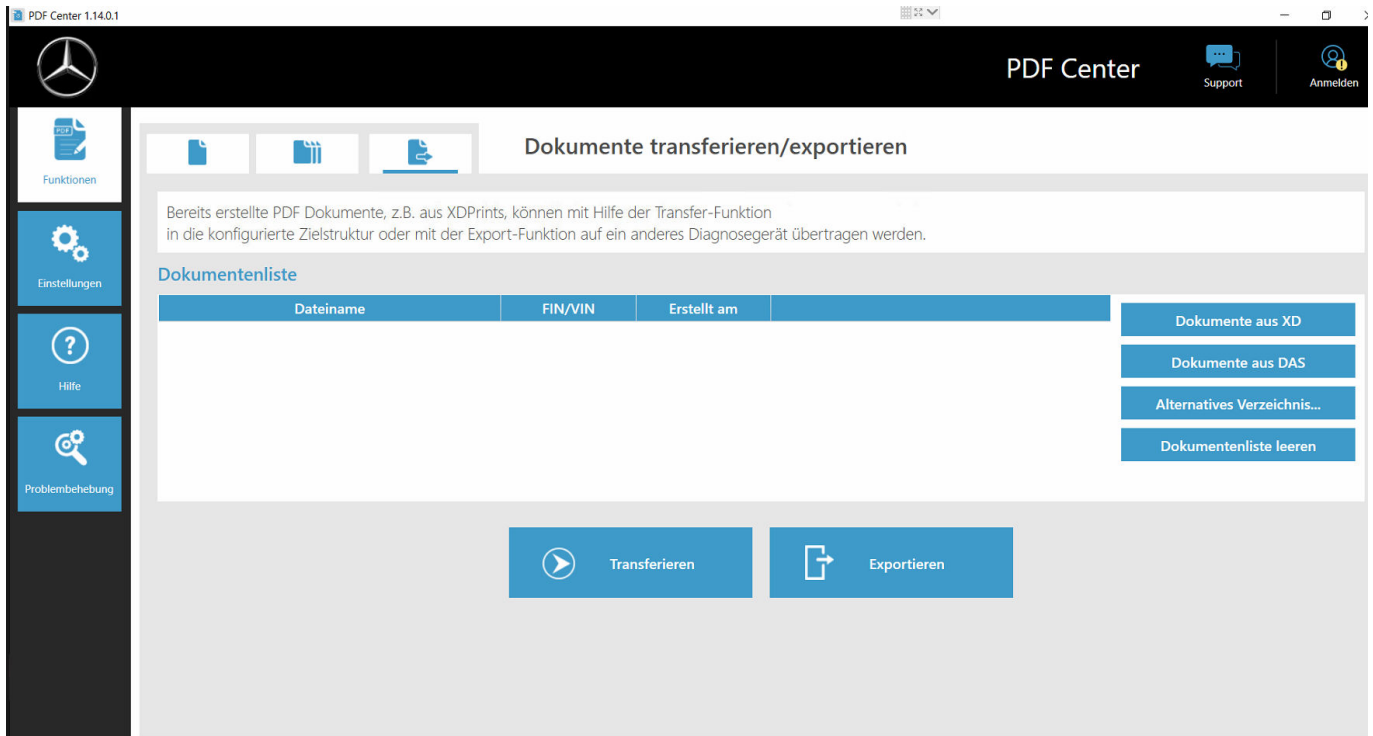 PDF Center 1.14.0.1
PDF Center
Support
Anmelden
PDF
Funktionen
Dokumente transferieren/exportieren
Bereits erstellte PDF Dokumente, z.B. aus XDPrints, können mit Hilfe der Transfer-Funktion
in die konfigurierte Zielstruktur oder mit der Export-Funktion auf ein anderes Diagnosegerät übertragen werden.
Einstellungen
Dokumentenliste
Dateiname FIN/VIN Erstellt am
Dokumente aus XD
Dokumente aus DAS
Alternatives Verzeichnis...
Dokumentenliste leeren
Hilfe
Problembehebung
Transferieren
Exportieren